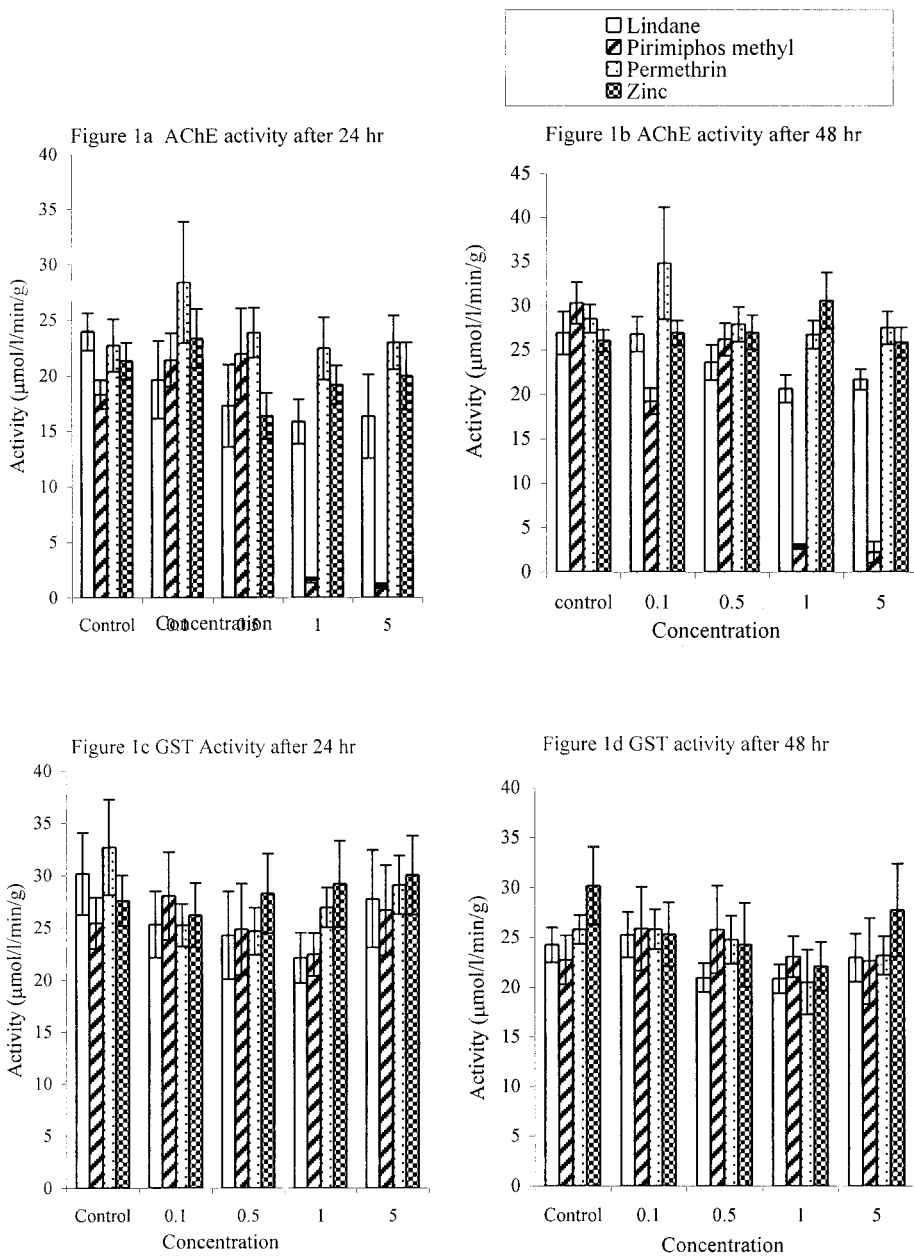 Lindane
Pirimiphos methyl
Permethrin
Zinc
Figure 1a AChE activity after 24 hr
40
35
30
25
20
15
10
5
0
Activity (µmol/l/min/g)
Control 0.1 0.5 1 5
Concentration
Figure 1b AChE activity after 48 hr
45
40
35
30
25
20
15
10
5
0
Activity (µmol/l/min/g)
control 0.1 0.5 1 5
Concentration
Figure 1c GST Activity after 24 hr
40
35
30
25
20
15
10
5
0
Activity (µmol/l/min/g)
Control 0.1 0.5 1 5
Concentration
Figure 1d GST activity after 48 hr
40
35
30
25
20
15
10
5
0
Activity (µmol/l/min/g)
Control 0.1 0.5 1 5
Concentration